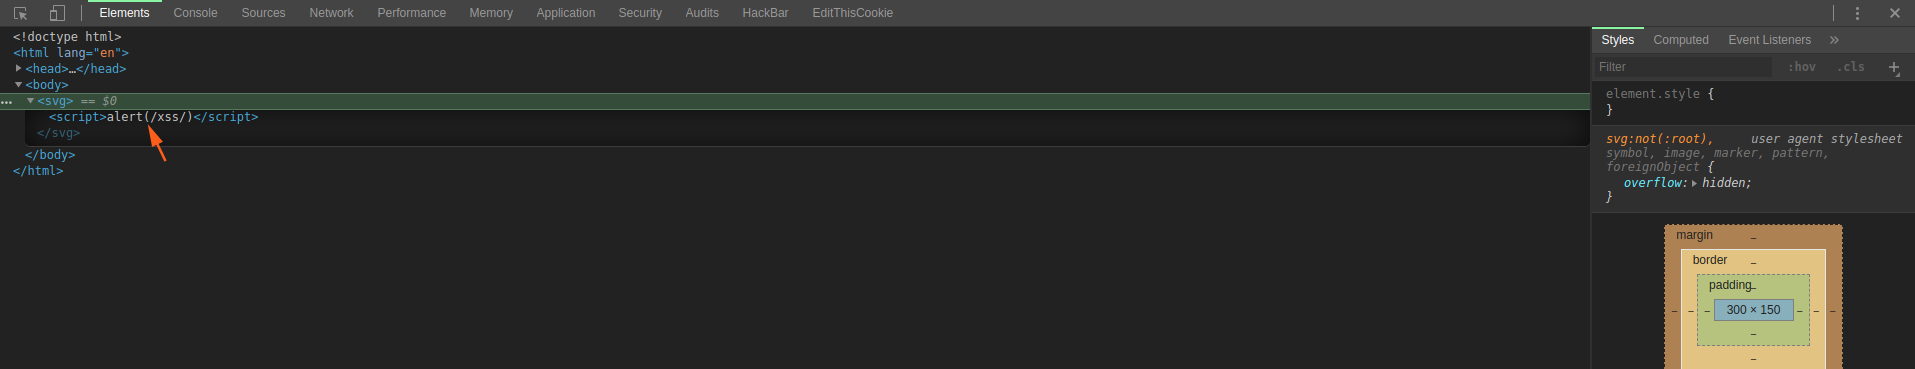 Elements Console Sources Network Performance Memory Application Security Audits HackBar EditThisCookie
<!doctype html>
<html lang="en">
<head>…</head>
<body>
<svg> == $0
<script>alert(/xss/)</script>
</svg>
</body>
</html>
Styles Computed Event Listeners »
Filter :hov .cls +
element.style {
}
svg:not(:root), user agent stylesheet
symbol, image, marker, pattern,
foreignObject {
overflow: hidden;
}
margin –
border –
padding –
– – – 300 × 150 – – –
–
–